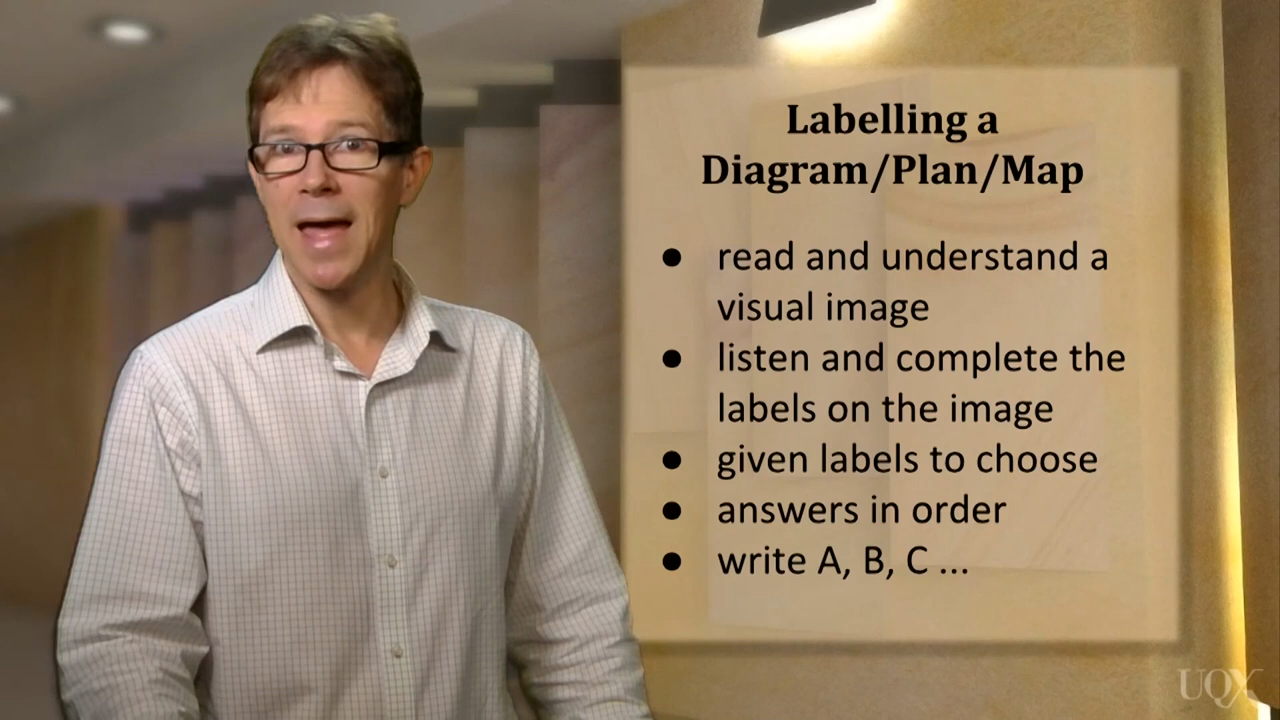 Labelling a
Diagram/Plan/Map
● read and understand a
visual image
● listen and complete the
labels on the image
● given labels to choose
● answers in order
● write A, B, C ...
UQX